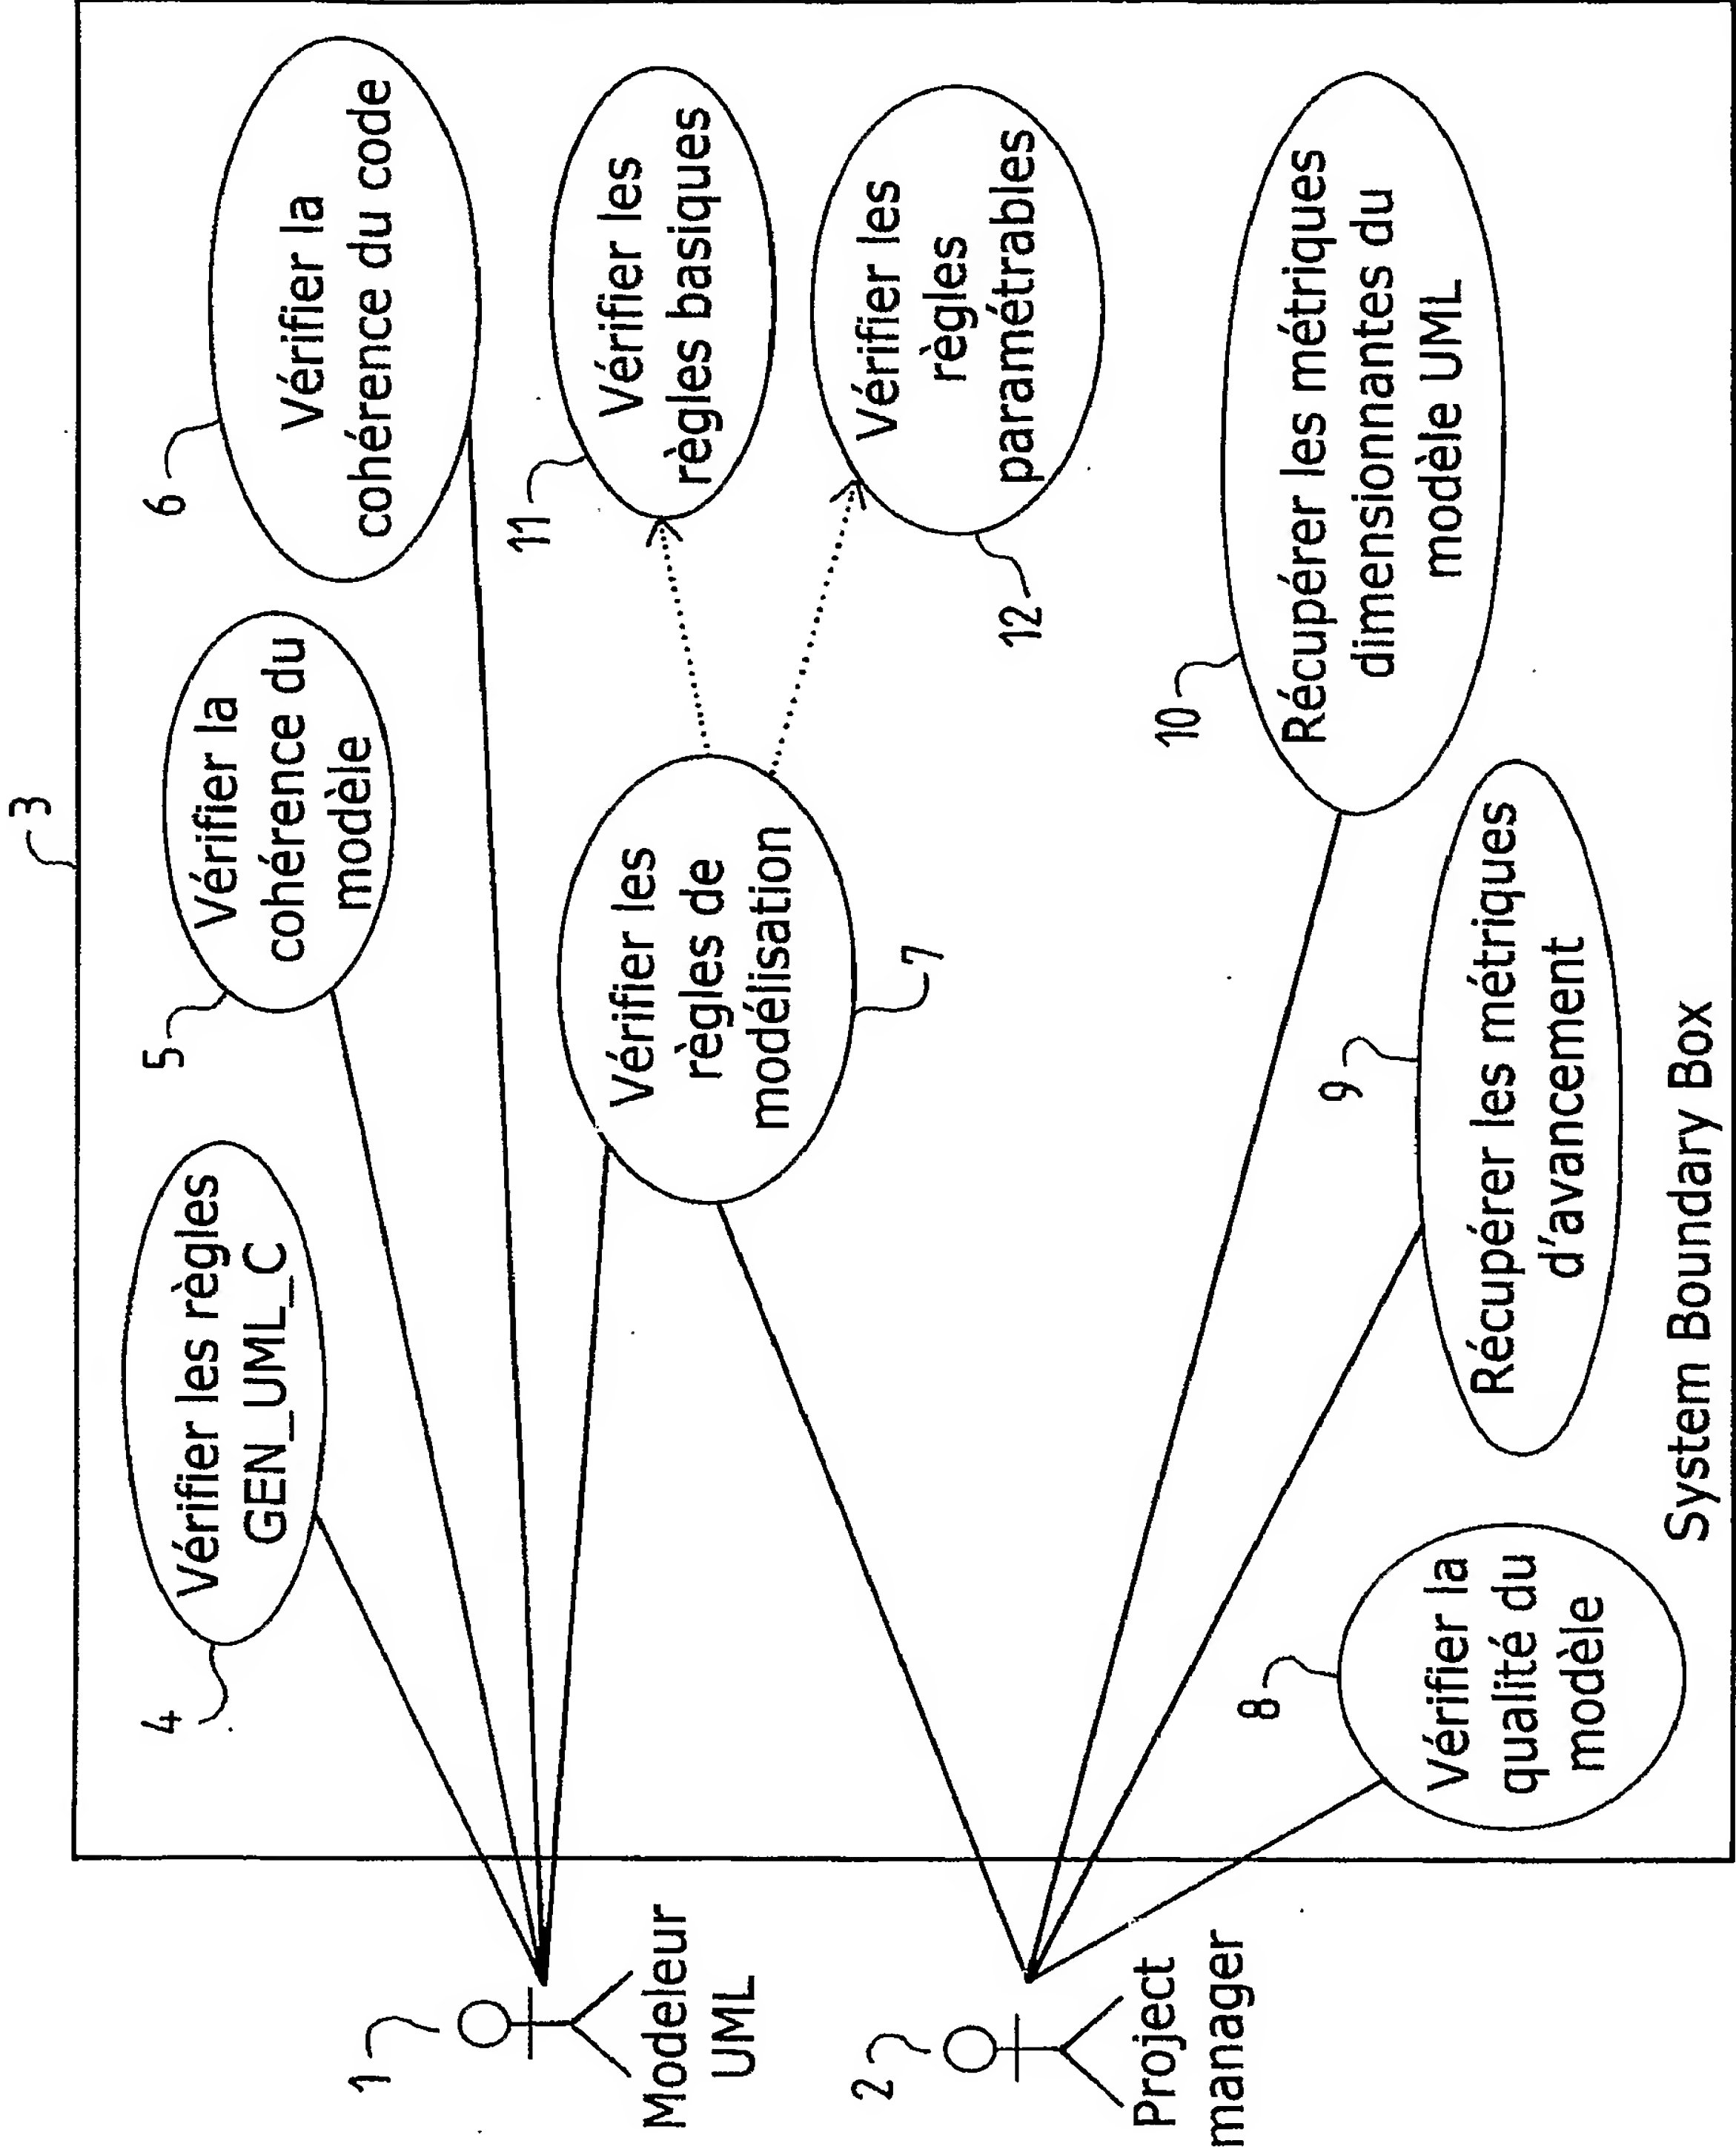 3
4
Vérifier les règles
GEN_UML_C
5
Vérifier la
cohérence du
modèle
6
Vérifier la
cohérence du code
1
Modeleur
UML
Vérifier les
règles de
modélisation
7
11
Vérifier les
règles basiques
12
Vérifier les
règles
paramétrables
2
Project
manager
8
Vérifier la
qualité du
modèle
9
Récupérer les métriques
d'avancement
10
Récupérer les métriques
dimensionnantes du
modèle UML
System Boundary Box